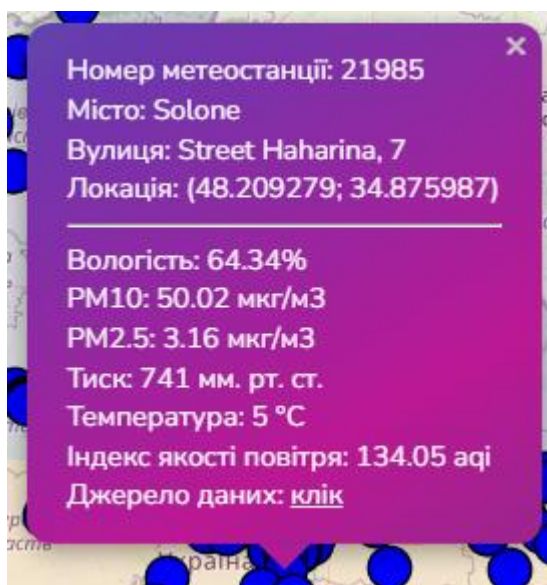 ×
Номер метеостанції: 21985
Місто: Solone
Вулиця: Street Haharina, 7
Локація: (48.209279; 34.875987)
Вологість: 64.34%
PM10: 50.02 мкг/м3
PM2.5: 3.16 мкг/м3
Тиск: 741 мм. рт. ст.
Температура: 5 °C
Індекс якості повітря: 134.05 aqi
Джерело даних: клік
Україна